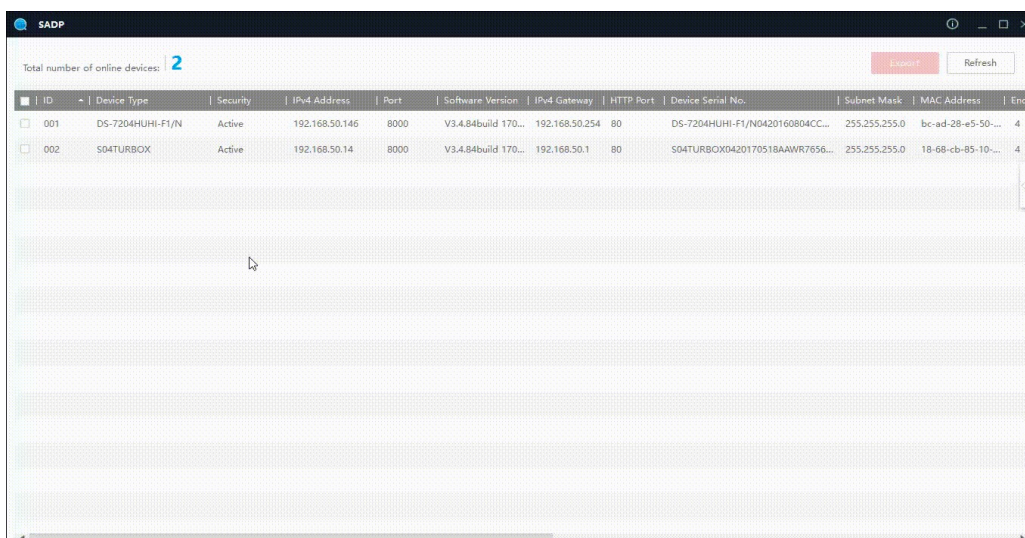 SADP
Total number of online devices: 2
Export Refresh
ID Device Type Security IPv4 Address Port Software Version IPv4 Gateway HTTP Port Device Serial No. Subnet Mask MAC Address Enc
001 DS-7204HUHI-F1/N Active 192.168.50.146 8000 V3.4.84build 170... 192.168.50.254 80 DS-7204HUHI-F1/N0420160804CC... 255.255.255.0 bc-ad-28-e5-50-... 4
002 S04TURBOX Active 192.168.50.14 8000 V3.4.84build 170... 192.168.50.1 80 S04TURBOX0420170518AAWR7656... 255.255.255.0 18-68-cb-85-10-... 4